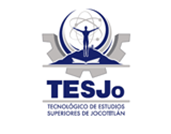 TESJo
TECNOLÓGICO DE ESTUDIOS
SUPERIORES DE JOCOTITLÁN